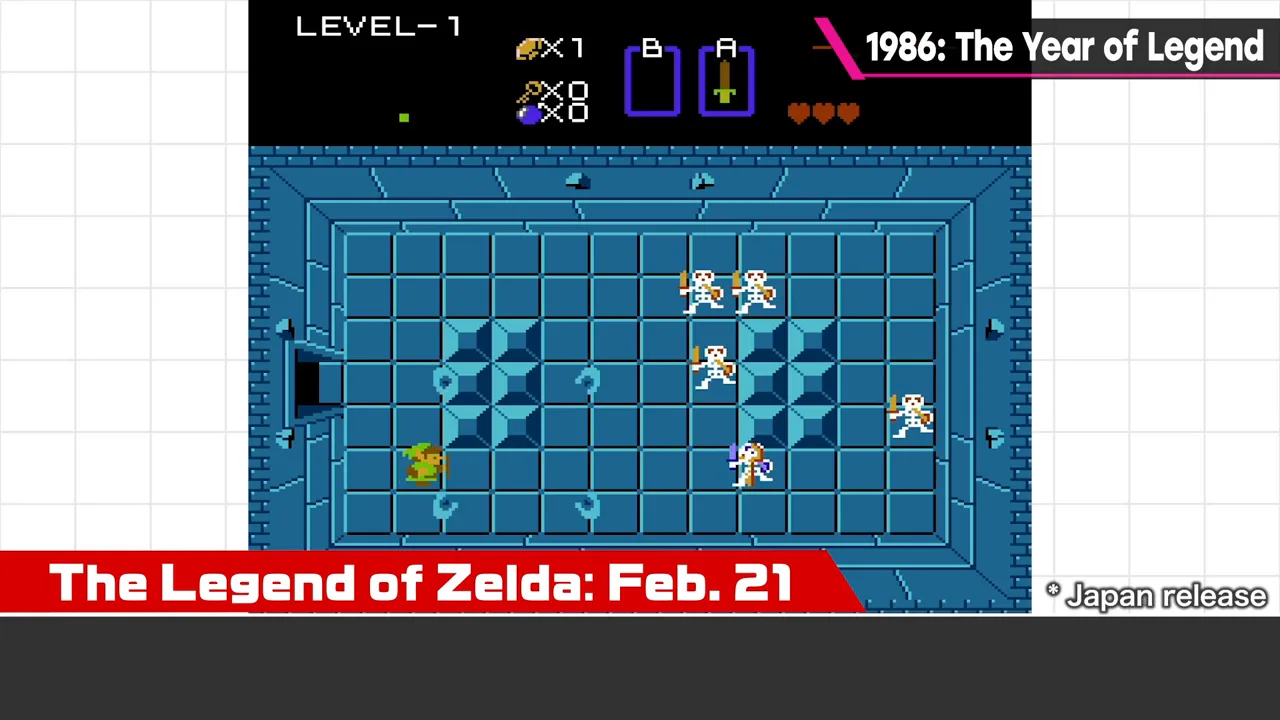 LEVEL-1
1986: The Year of Legend
X1
B
A
X0
X0
The Legend of Zelda: Feb. 21
* Japan release